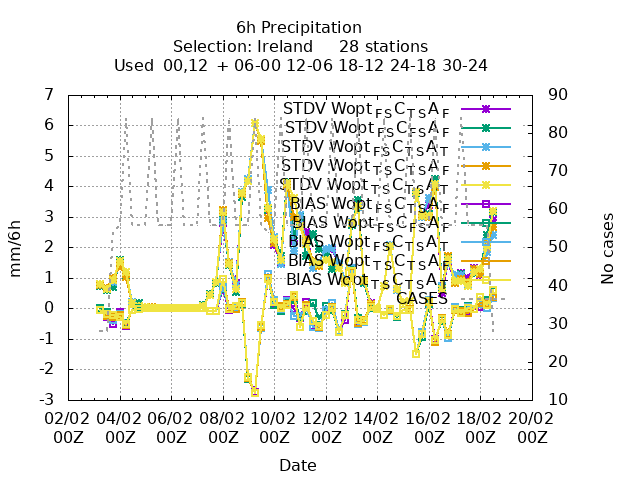 6h Precipitation
Selection: Ireland 28 stations
Used 00,12 + 06-00 12-06 18-12 24-18 30-24
7
6
5
4
3
2
1
0
-1
-2
-3
mm/6h
90
80
70
60
50
40
30
20
10
No cases
STDV Wopt FS C TS A F
STDV Wopt FS C FS A F
STDV Wopt FS C TS A T
STDV Wopt TS C TS A F
STDV Wopt TS C TS A T
BIAS Wopt FS C TS A F
BIAS Wopt FS C FS A F
BIAS Wopt FS C TS A T
BIAS Wopt TS C TS A F
BIAS Wopt TS C TS A T
CASES
02/02 04/02 06/02 08/02 10/02 12/02 14/02 16/02 18/02 20/02
00Z 00Z 00Z 00Z 00Z 00Z 00Z 00Z 00Z 00Z
Date